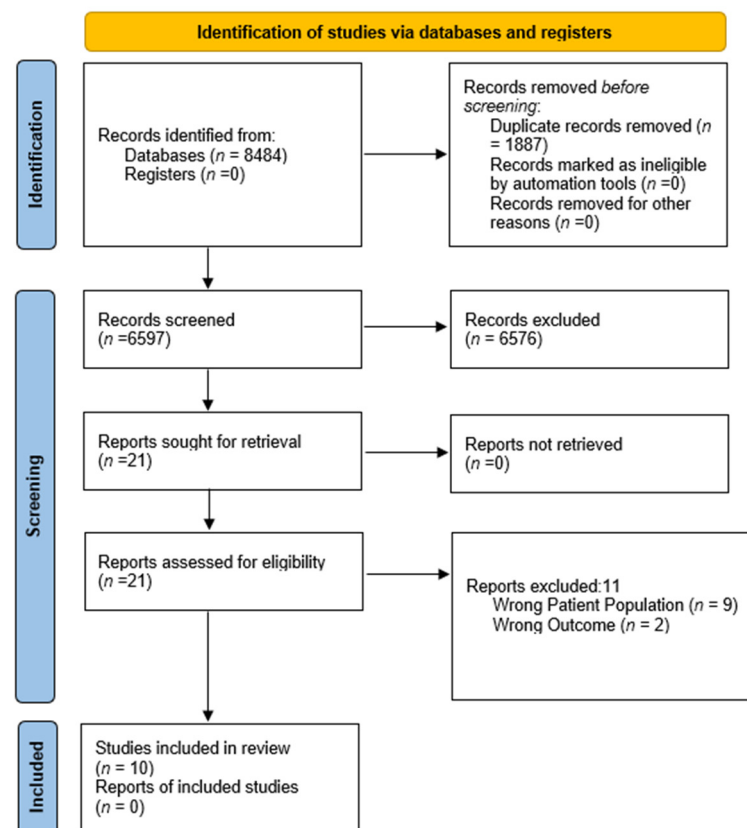 Identification of studies via databases and registers
Identification
Records identified from:
Databases (n = 8484)
Registers (n =0)
Records removed before
screening:
Duplicate records removed (n
= 1887)
Records marked as ineligible
by automation tools (n =0)
Records removed for other
reasons (n =0)
Screening
Records screened
(n =6597)
Records excluded
(n = 6576)
Reports sought for retrieval
(n =21)
Reports not retrieved
(n =0)
Reports assessed for eligibility
(n =21)
Reports excluded:11
Wrong Patient Population (n = 9)
Wrong Outcome (n = 2)
Included
Studies included in review
(n = 10)
Reports of included studies
(n = 0)